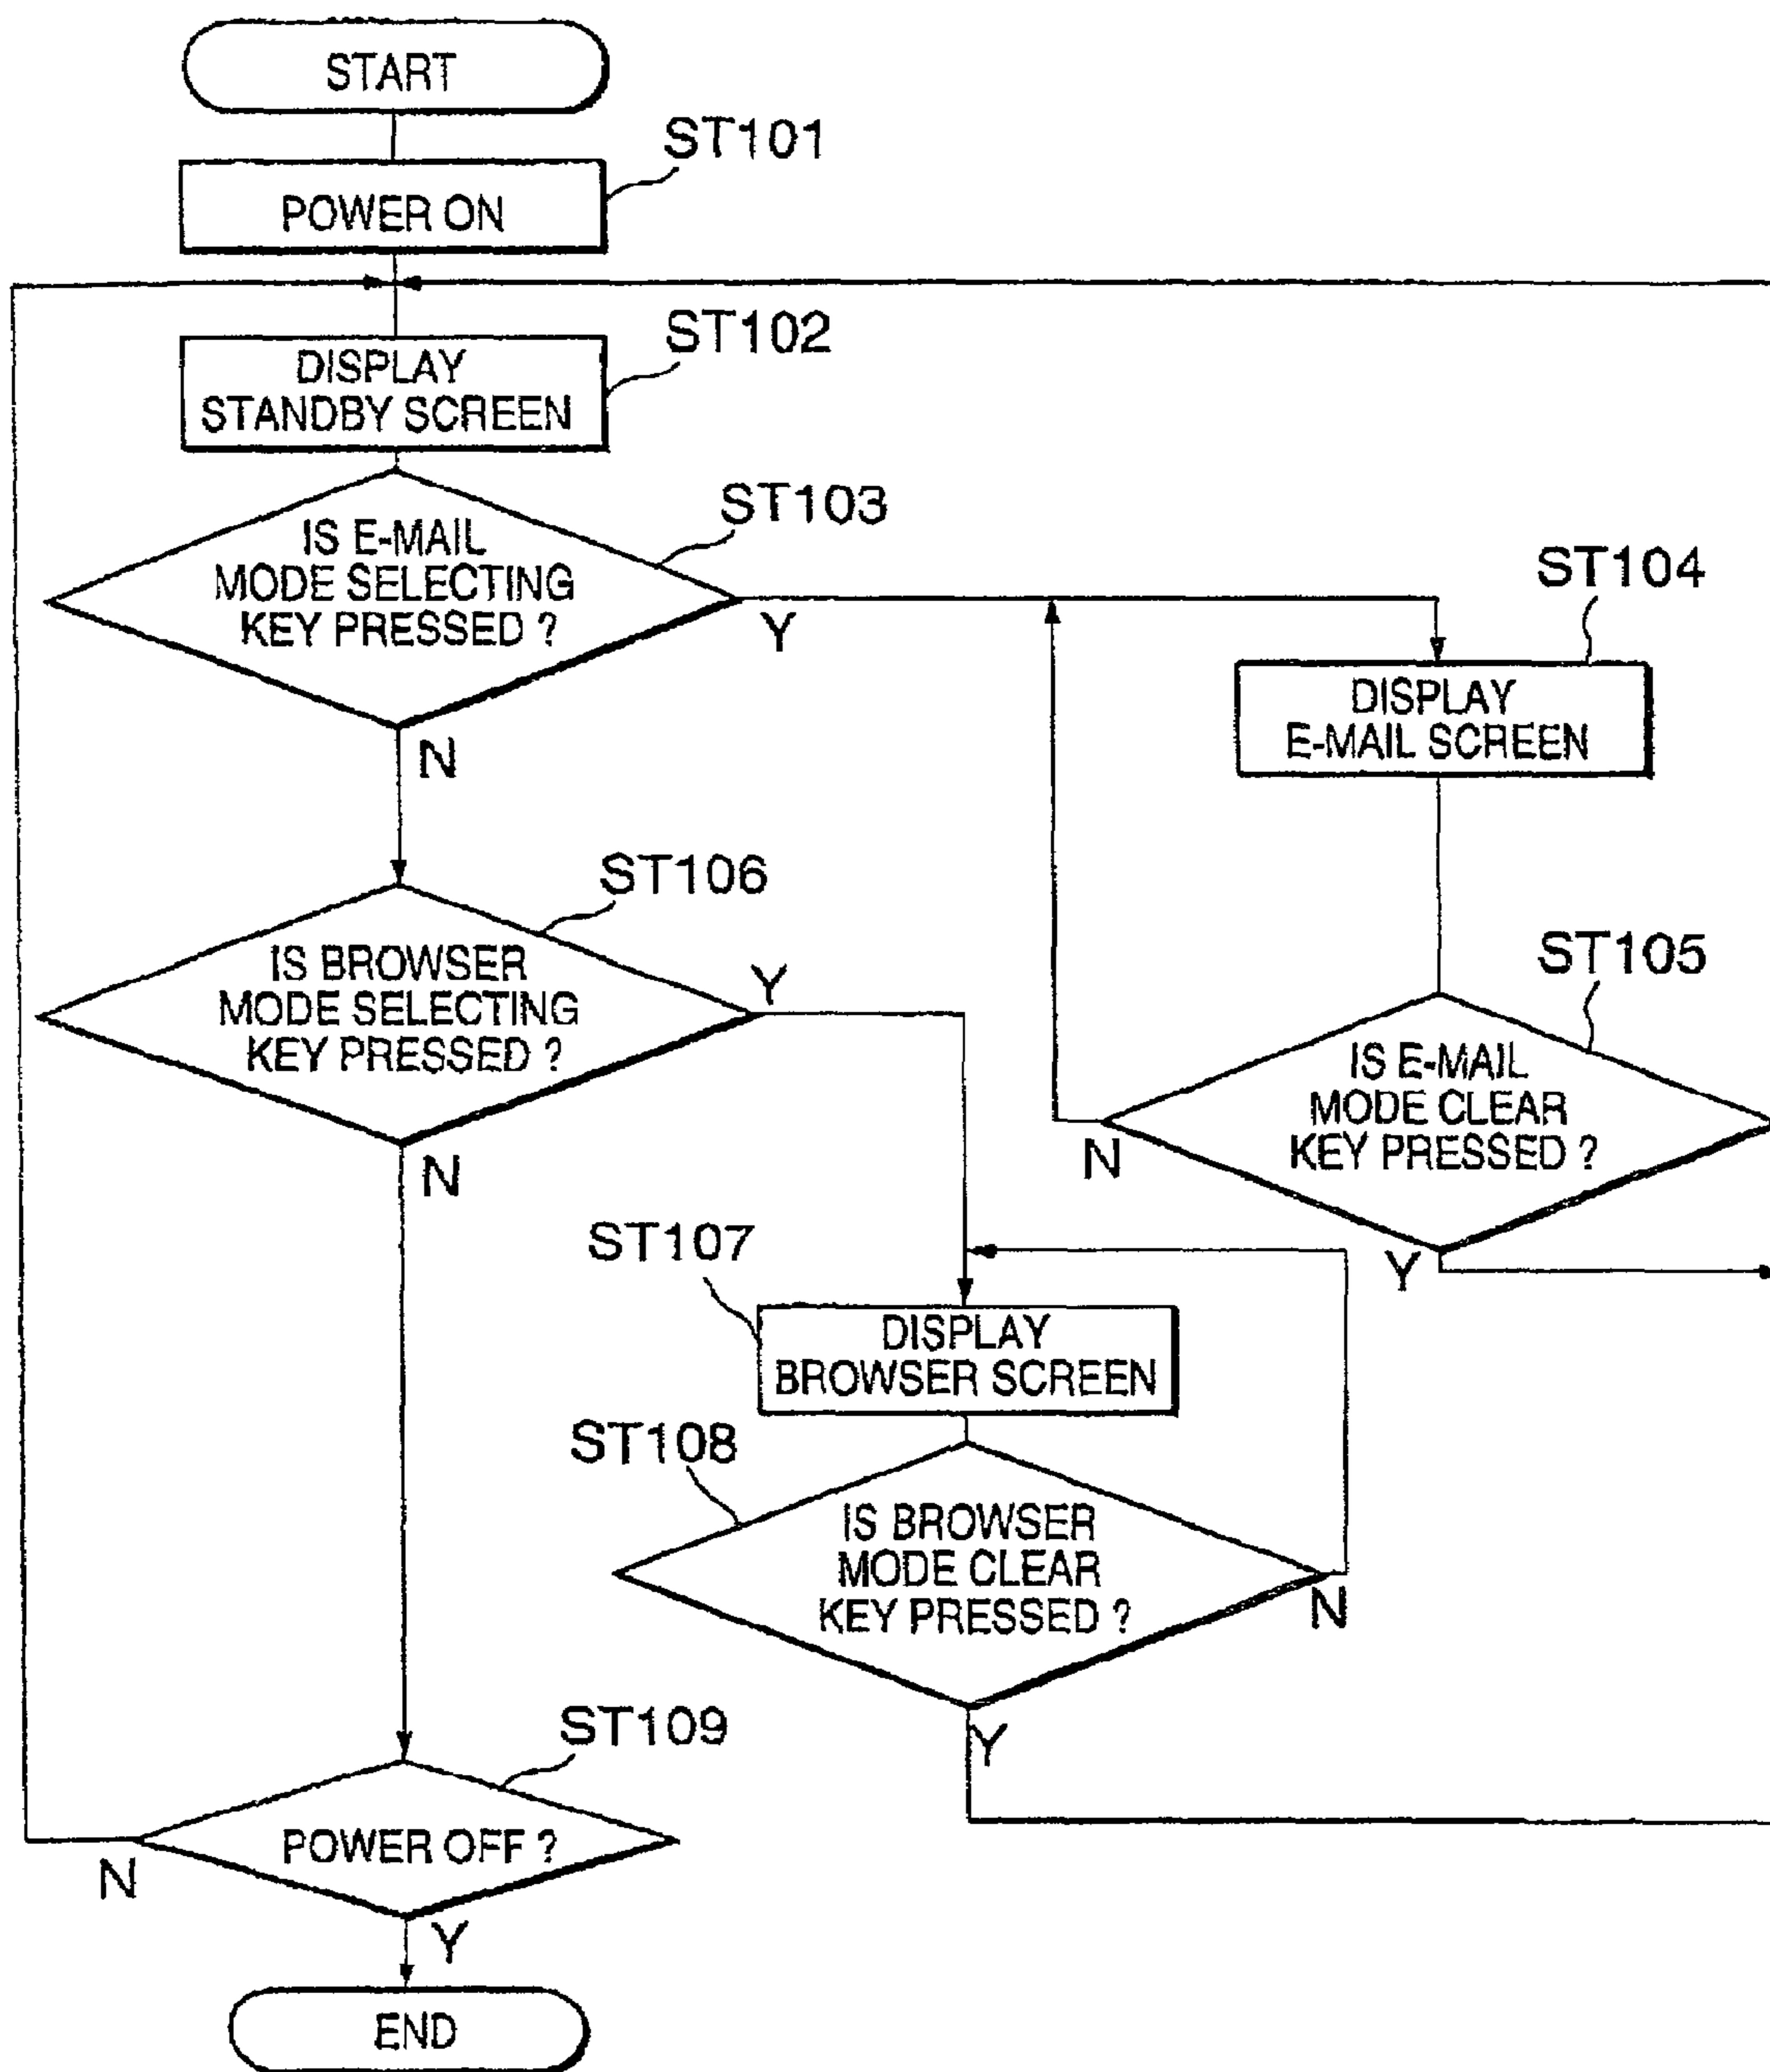 START
ST101
POWER ON
ST102
DISPLAY
STANDBY SCREEN
ST103
IS E-MAIL
MODE SELECTING
KEY PRESSED ?
Y
N
ST104
DISPLAY
E-MAIL SCREEN
ST106
IS BROWSER
MODE SELECTING
KEY PRESSED ?
Y
N
ST105
IS E-MAIL
MODE CLEAR
KEY PRESSED ?
N
Y
ST107
DISPLAY
BROWSER SCREEN
ST108
IS BROWSER
MODE CLEAR
KEY PRESSED ?
N
Y
ST109
POWER OFF ?
N
Y
END